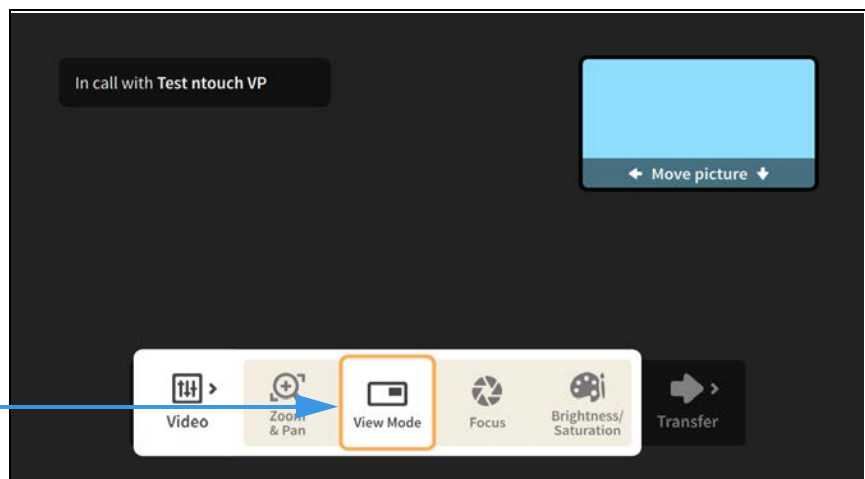 In call with Test ntouch VP
Move picture
Video
Zoom
& Pan
View Mode
Focus
Brightness/
Saturation
Transfer